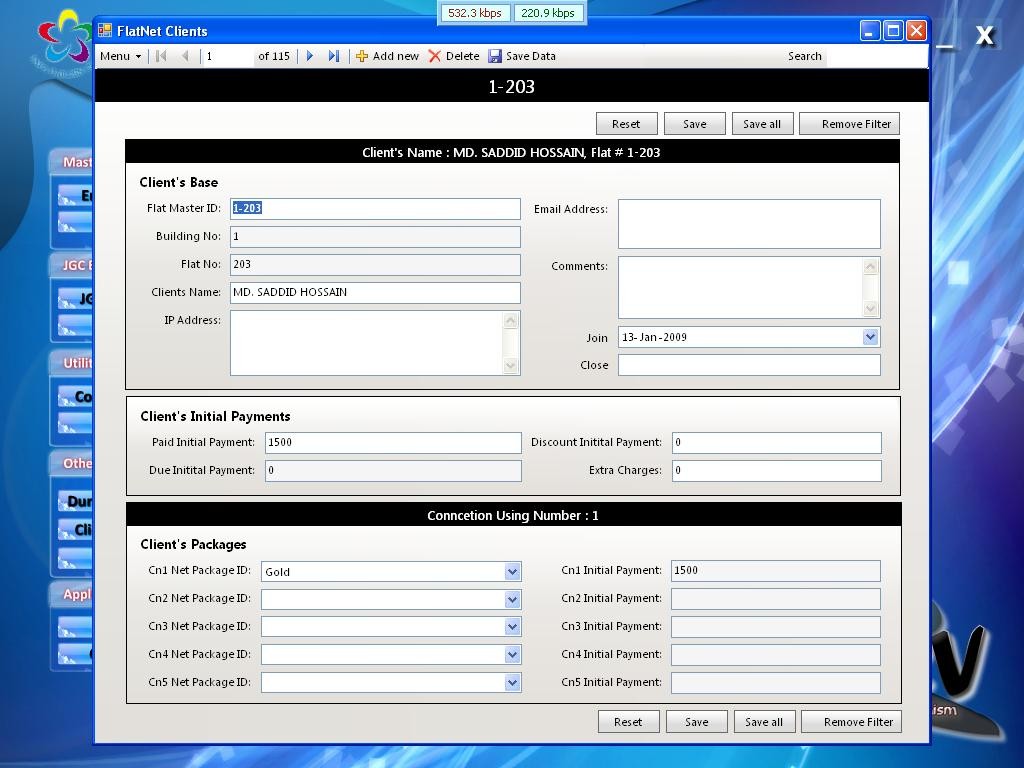 532.3 kbps 220.9 kbps
FlatNet Clients
X
Menu 1 of 115 Add new Delete Save Data Search
1-203
Reset Save Save all Remove Filter
Client's Name : MD. SADDID HOSSAIN, Flat # 1-203
Client's Base
Flat Master ID: 1-203
Building No: 1
Flat No: 203
Clients Name: MD. SADDID HOSSAIN
IP Address:
Email Address:
Comments:
Join 13-Jan-2009
Close
Client's Initial Payments
Paid Initial Payment: 1500 Discount Initital Payment: 0
Due Initital Payment: 0 Extra Charges: 0
Conncetion Using Number : 1
Client's Packages
Cn1 Net Package ID: Gold Cn1 Initial Payment: 1500
Cn2 Net Package ID: Cn2 Initial Payment:
Cn3 Net Package ID: Cn3 Initial Payment:
Cn4 Net Package ID: Cn4 Initial Payment:
Cn5 Net Package ID: Cn5 Initial Payment:
Reset Save Save all Remove Filter